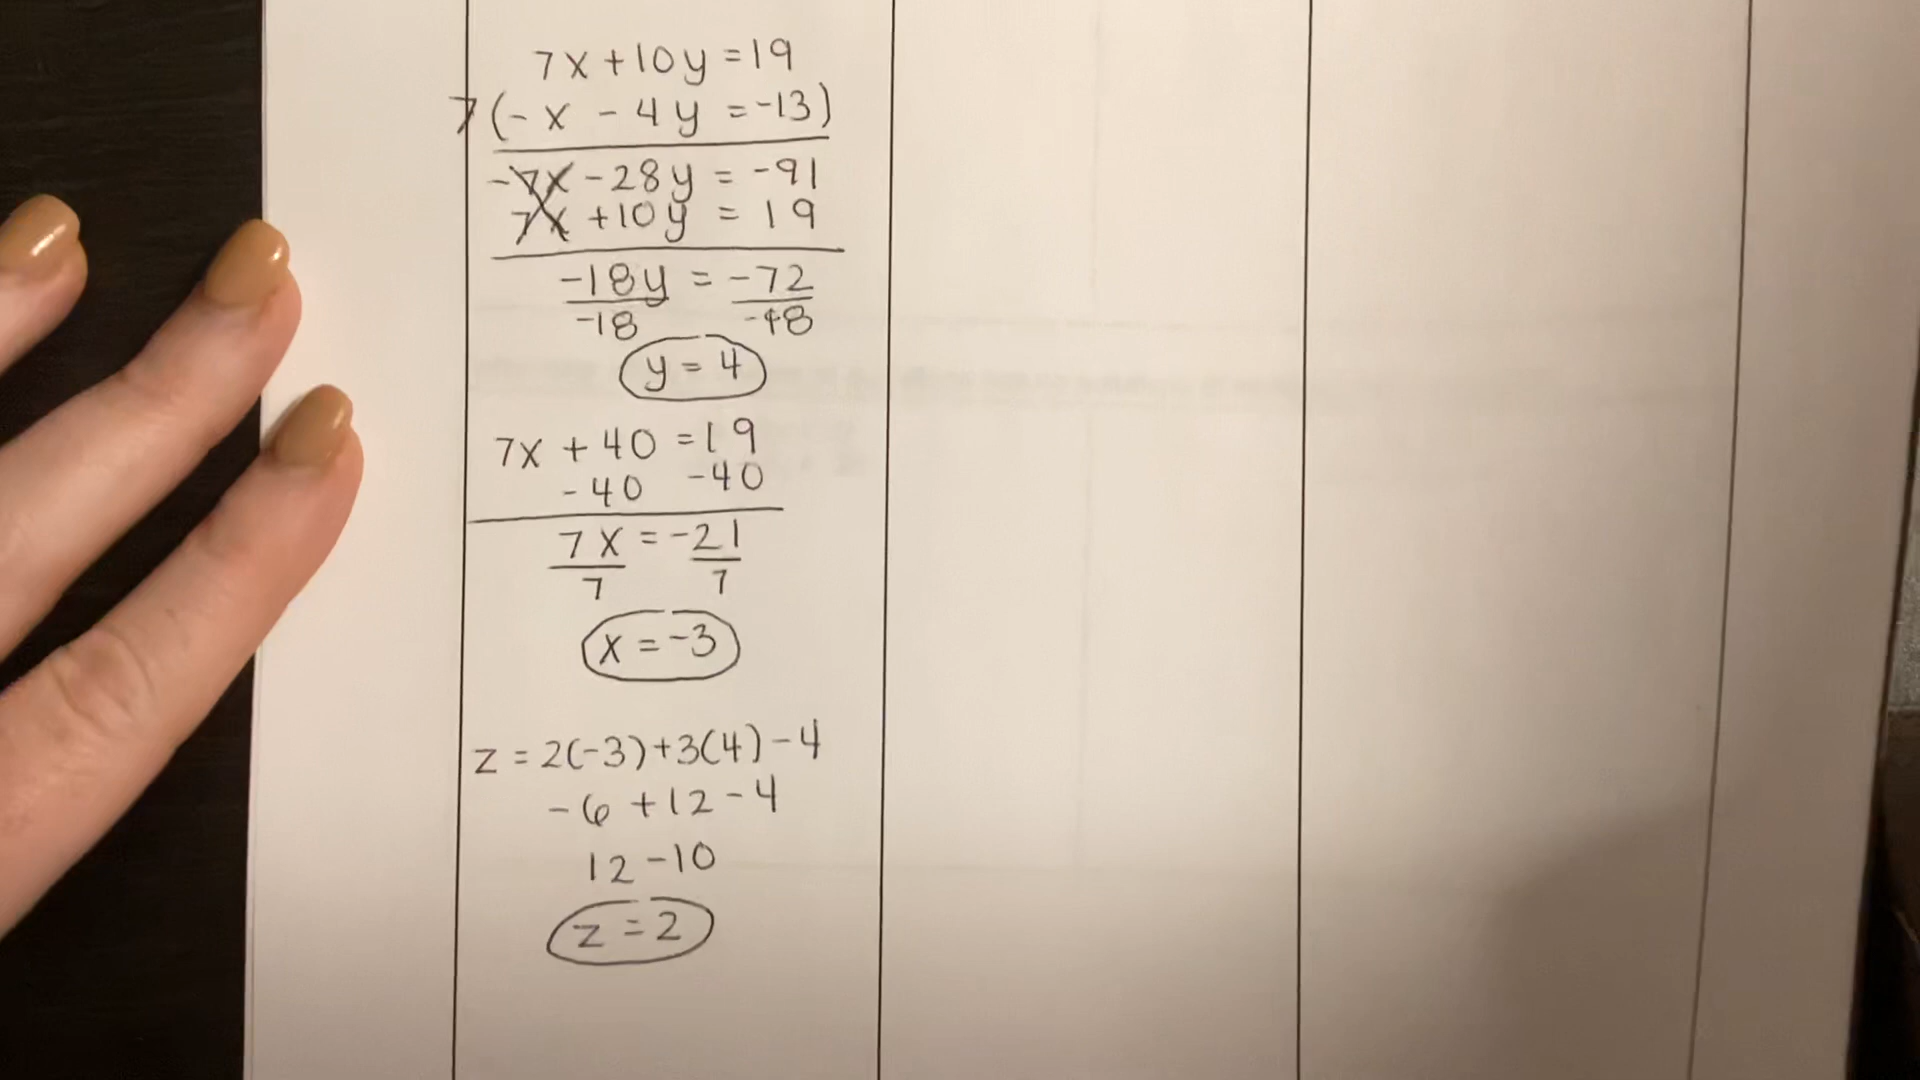 7x + 10y = 19
7(-x - 4y = -13)
-7x - 28y = -91
7x + 10y = 19
-18y = -72
-18 -18
y = 4
7x + 40 = 19
-40 -40
7x = -21
7 7
x = -3
z = 2(-3) + 3(4) - 4
-6 + 12 - 4
12 - 10
z = 2